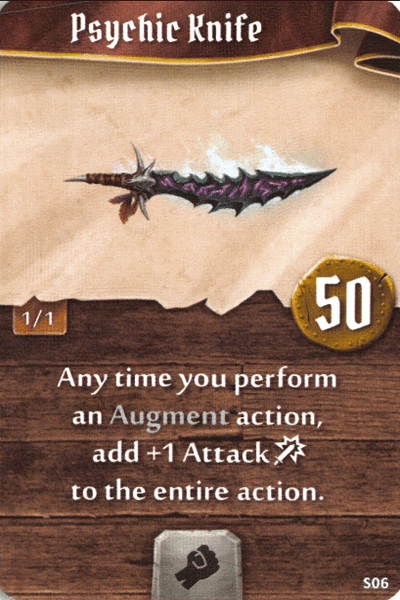 Psychic Knife
1/1
50
Any time you perform
an Augment action,
add +1 Attack
to the entire action.
S06